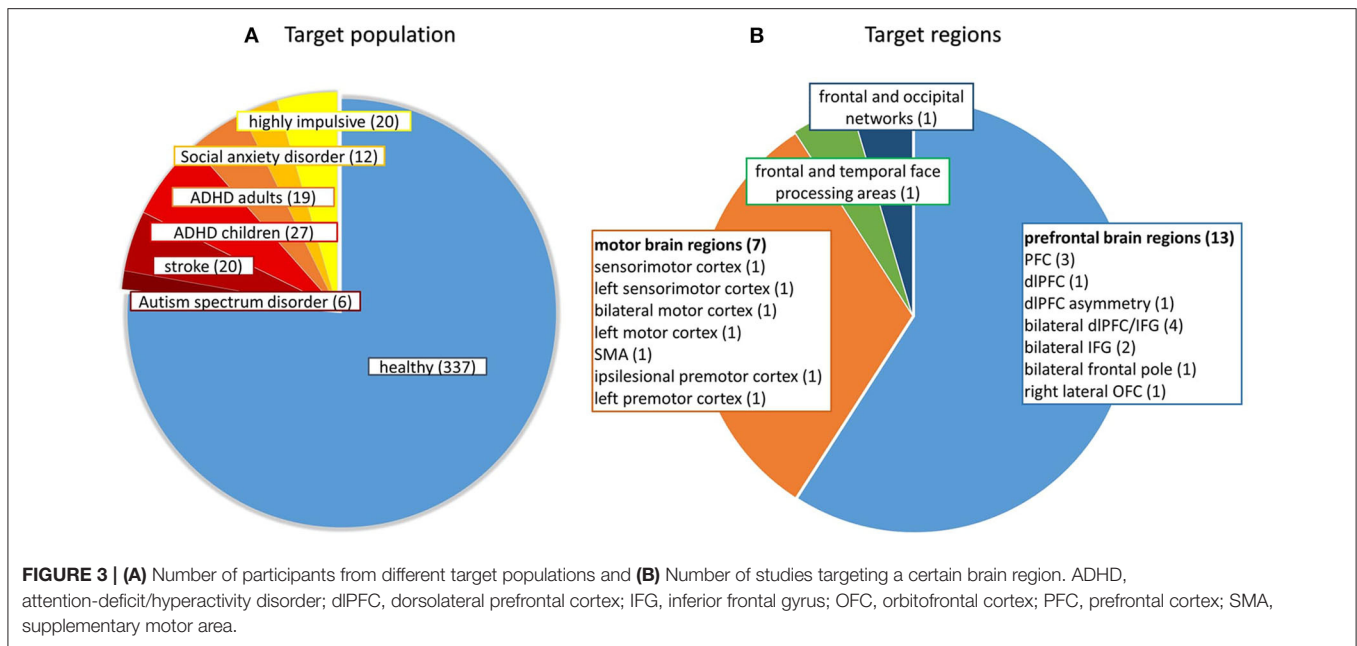 A Target population
highly impulsive (20)
Social anxiety disorder (12)
ADHD adults (19)
ADHD children (27)
stroke (20)
Autism spectrum disorder (6)
healthy (337)
B Target regions
frontal and occipital
networks (1)
frontal and temporal face
processing areas (1)
motor brain regions (7)
sensorimotor cortex (1)
left sensorimotor cortex (1)
bilateral motor cortex (1)
left motor cortex (1)
SMA (1)
ipsilesional premotor cortex (1)
left premotor cortex (1)
prefrontal brain regions (13)
PFC (3)
dlPFC (1)
dlPFC asymmetry (1)
bilateral dlPFC/IFG (4)
bilateral IFG (2)
bilateral frontal pole (1)
right lateral OFC (1)
FIGURE 3 | (A) Number of participants from different target populations and (B) Number of studies targeting a certain brain region. ADHD,
attention-deficit/hyperactivity disorder; dlPFC, dorsolateral prefrontal cortex; IFG, inferior frontal gyrus; OFC, orbitofrontal cortex; PFC, prefrontal cortex; SMA,
supplementary motor area.